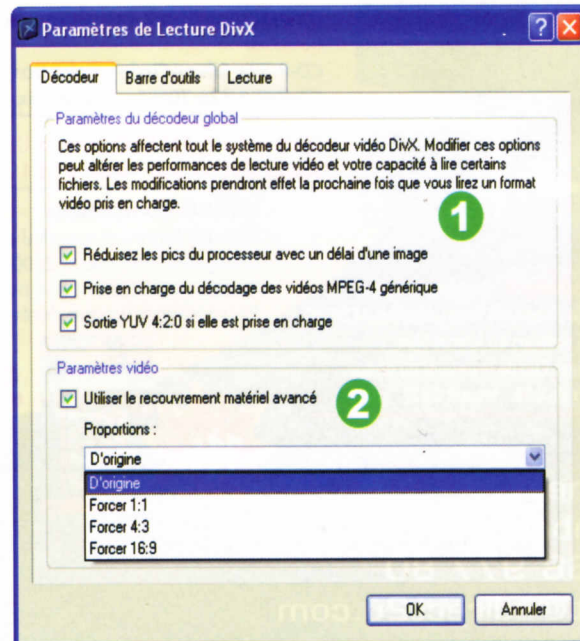 Paramètres de Lecture DivX
Décodeur
Barre d'outils
Lecture
Paramètres du décodeur global
Ces options affectent tout le système du décodeur vidéo DivX. Modifier ces options
peut altérer les performances de lecture vidéo et votre capacité à lire certains
fichiers. Les modifications prendront effet la prochaine fois que vous lirez un format
vidéo pris en charge.
1
Réduisez les pics du processeur avec un délai d'une image
Prise en charge du décodage des vidéos MPEG-4 générique
Sortie YUV 4:2:0 si elle est prise en charge
Paramètres vidéo
Utiliser le recouvrement matériel avancé
2
Proportions :
D'origine
D'origine
Forcer 1:1
Forcer 4:3
Forcer 16:9
OK
Annuler